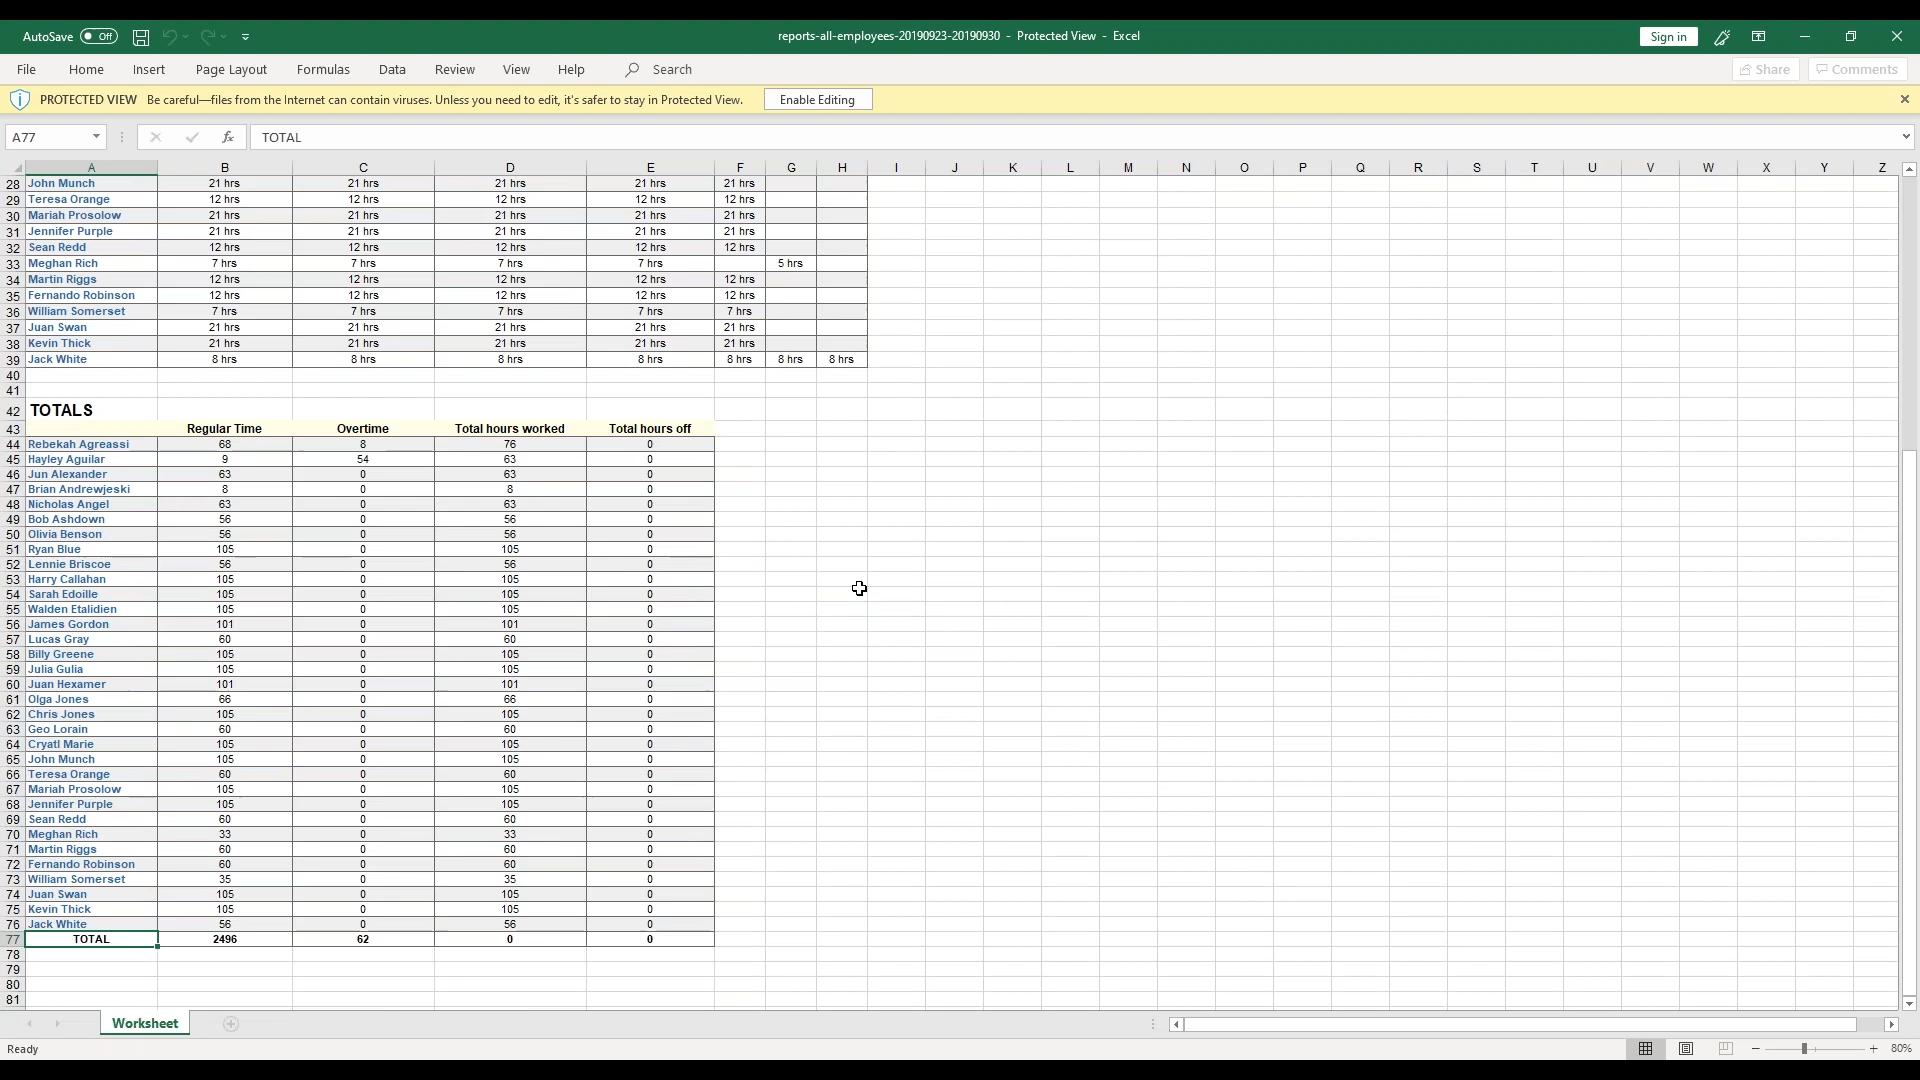 AutoSave Off reports-all-employees-20190923-20190930 - Protected View - Excel Sign in
File Home Insert Page Layout Formulas Data Review View Help Search Share Comments
PROTECTED VIEW Be careful—files from the Internet can contain viruses. Unless you need to edit, it's safer to stay in Protected View. Enable Editing
A77 fx TOTAL
A B C D E F G H I J K L M N O P Q R S T U V W X Y Z
28 John Munch 21 hrs 21 hrs 21 hrs 21 hrs 21 hrs
29 Teresa Orange 12 hrs 12 hrs 12 hrs 12 hrs 12 hrs
30 Mariah Prosolow 21 hrs 21 hrs 21 hrs 21 hrs 21 hrs
31 Jennifer Purple 21 hrs 21 hrs 21 hrs 21 hrs 21 hrs
32 Sean Redd 12 hrs 12 hrs 12 hrs 12 hrs 12 hrs
33 Meghan Rich 7 hrs 7 hrs 7 hrs 7 hrs 5 hrs
34 Martin Riggs 12 hrs 12 hrs 12 hrs 12 hrs 12 hrs
35 Fernando Robinson 12 hrs 12 hrs 12 hrs 12 hrs 12 hrs
36 William Somerset 7 hrs 7 hrs 7 hrs 7 hrs 7 hrs
37 Juan Swan 21 hrs 21 hrs 21 hrs 21 hrs 21 hrs
38 Kevin Thick 21 hrs 21 hrs 21 hrs 21 hrs 21 hrs
39 Jack White 8 hrs 8 hrs 8 hrs 8 hrs 8 hrs 8 hrs 8 hrs
40
41
42 TOTALS
43 Regular Time Overtime Total hours worked Total hours off
44 Rebekah Agreassi 68 8 76 0
45 Hayley Aguilar 9 54 63 0
46 Jun Alexander 63 0 63 0
47 Brian Andrewjeski 8 0 8 0
48 Nicholas Angel 63 0 63 0
49 Bob Ashdown 56 0 56 0
50 Olivia Benson 56 0 56 0
51 Ryan Blue 105 0 105 0
52 Lennie Briscoe 56 0 56 0
53 Harry Callahan 105 0 105 0
54 Sarah Edoille 105 0 105 0
55 Walden Etalidien 105 0 105 0
56 James Gordon 101 0 101 0
57 Lucas Gray 60 0 60 0
58 Billy Greene 105 0 105 0
59 Julia Gulia 105 0 105 0
60 Juan Hexamer 101 0 101 0
61 Olga Jones 66 0 66 0
62 Chris Jones 105 0 105 0
63 Geo Lorain 60 0 60 0
64 Cryatl Marie 105 0 105 0
65 John Munch 105 0 105 0
66 Teresa Orange 60 0 60 0
67 Mariah Prosolow 105 0 105 0
68 Jennifer Purple 105 0 105 0
69 Sean Redd 60 0 60 0
70 Meghan Rich 33 0 33 0
71 Martin Riggs 60 0 60 0
72 Fernando Robinson 60 0 60 0
73 William Somerset 35 0 35 0
74 Juan Swan 105 0 105 0
75 Kevin Thick 105 0 105 0
76 Jack White 56 0 56 0
77 TOTAL 2496 62 0 0
78
79
80
81
Worksheet
Ready 80%